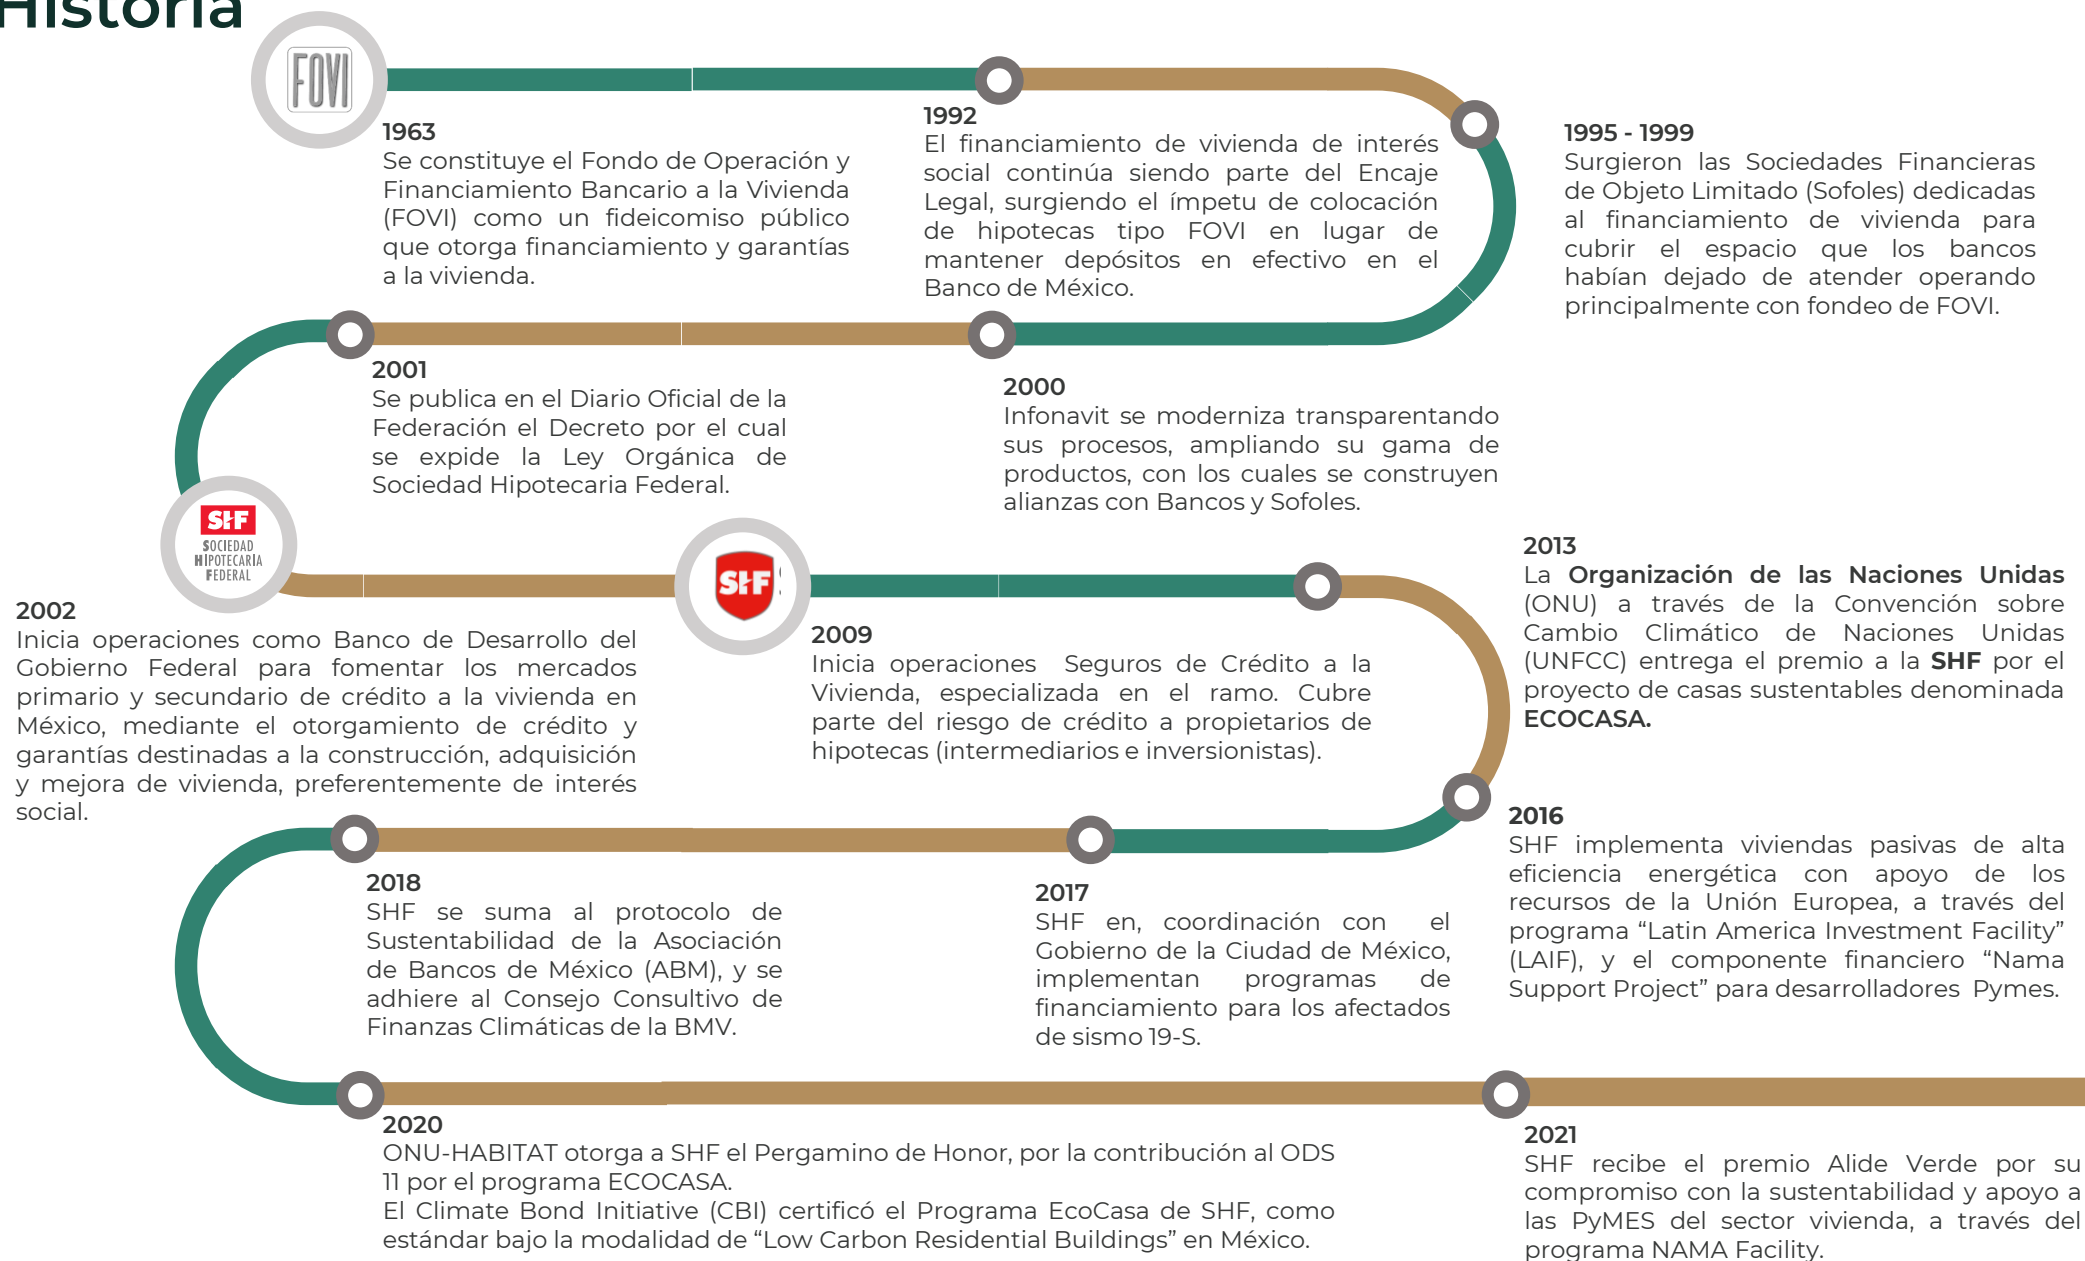 Historia
FOVI
1963
Se constituye el Fondo de Operación y
Financiamiento Bancario a la Vivienda
(FOVI) como un fideicomiso público
que otorga financiamiento y garantías
a la vivienda.
1992
El financiamiento de vivienda de interés
social continúa siendo parte del Encaje
Legal, surgiendo el ímpetu de colocación
de hipotecas tipo FOVI en lugar de
mantener depósitos en efectivo en el
Banco de México.
1995 - 1999
Surgieron las Sociedades Financieras
de Objeto Limitado (Sofoles) dedicadas
al financiamiento de vivienda para
cubrir el espacio que los bancos
habían dejado de atender operando
principalmente con fondeo de FOVI.
2001
Se publica en el Diario Oficial de la
Federación el Decreto por el cual
se expide la Ley Orgánica de
Sociedad Hipotecaria Federal.
2000
Infonavit se moderniza transparentando
sus procesos, ampliando su gama de
productos, con los cuales se construyen
alianzas con Bancos y Sofoles.
SHF
SOCIEDAD
HIPOTECARIA
FEDERAL
2002
Inicia operaciones como Banco de Desarrollo del
Gobierno Federal para fomentar los mercados
primario y secundario de crédito a la vivienda en
México, mediante el otorgamiento de crédito y
garantías destinadas a la construcción, adquisición
y mejora de vivienda, preferentemente de interés
social.
SHF
2009
Inicia operaciones Seguros de Crédito a la
Vivienda, especializada en el ramo. Cubre
parte del riesgo de crédito a propietarios de
hipotecas (intermediarios e inversionistas).
2013
La Organización de las Naciones Unidas
(ONU) a través de la Convención sobre
Cambio Climático de Naciones Unidas
(UNFCC) entrega el premio a la SHF por el
proyecto de casas sustentables denominada
ECOCASA.
2016
SHF implementa viviendas pasivas de alta
eficiencia energética con apoyo de los
recursos de la Unión Europea, a través del
programa “Latin America Investment Facility”
(LAIF), y el componente financiero “Nama
Support Project” para desarrolladores Pymes.
2018
SHF se suma al protocolo de
Sustentabilidad de la Asociación
de Bancos de México (ABM), y se
adhiere al Consejo Consultivo de
Finanzas Climáticas de la BMV.
2017
SHF en, coordinación con el
Gobierno de la Ciudad de México,
implementan programas de
financiamiento para los afectados
de sismo 19-S.
2020
ONU-HABITAT otorga a SHF el Pergamino de Honor, por la contribución al ODS
11 por el programa ECOCASA.
El Climate Bond Initiative (CBI) certificó el Programa EcoCasa de SHF, como
estándar bajo la modalidad de “Low Carbon Residential Buildings” en México.
2021
SHF recibe el premio Alide Verde por su
compromiso con la sustentabilidad y apoyo a
las PyMES del sector vivienda, a través del
programa NAMA Facility.